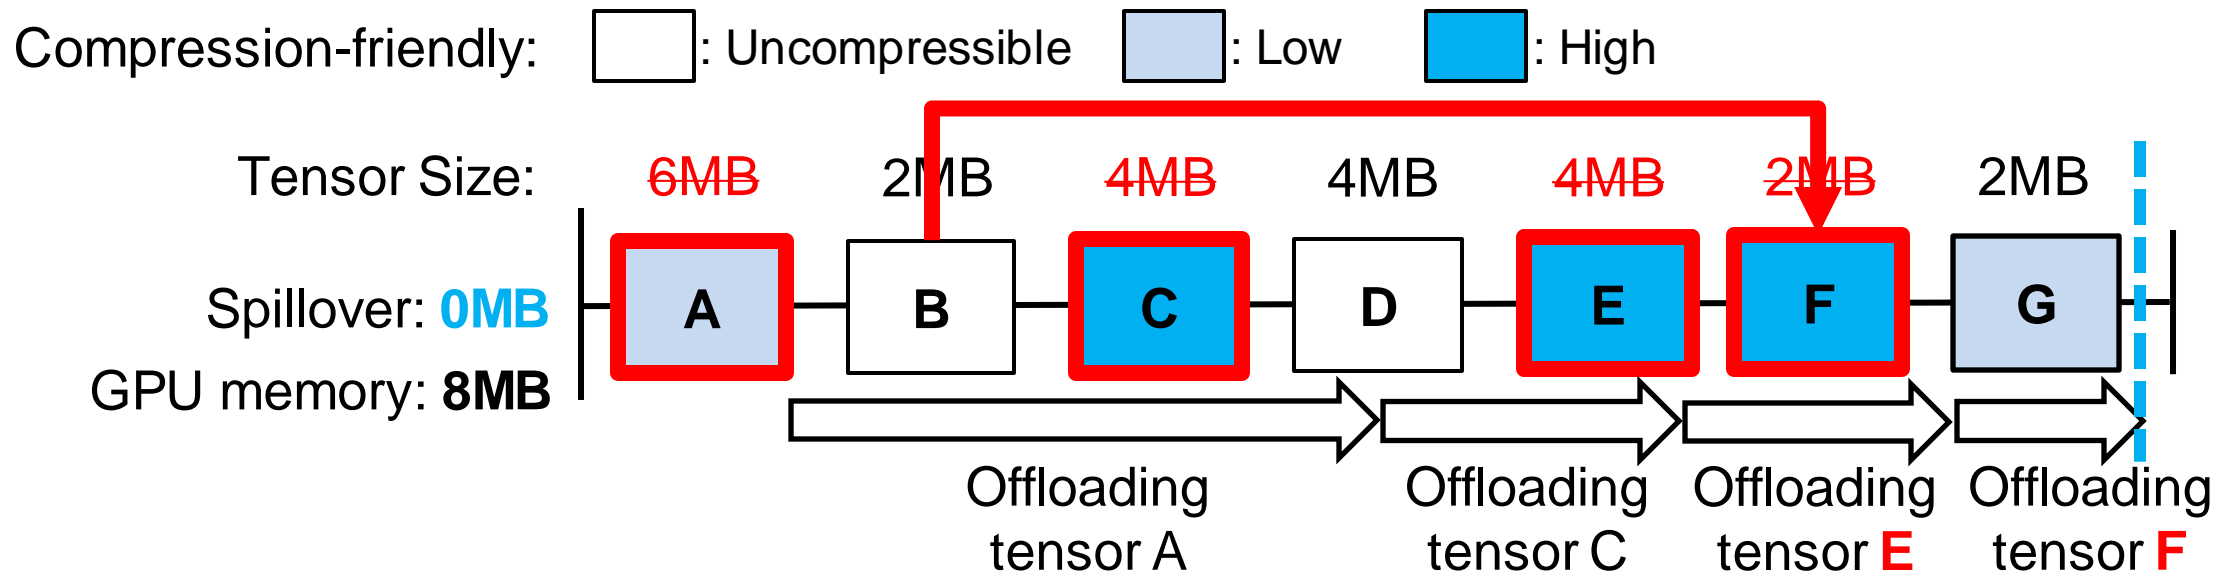 Compression-friendly: : Uncompressible : Low : High
Tensor Size: 6MB 2MB 4MB 4MB 4MB 2MB 2MB
Spillover: 0MB A B C D E F G
GPU memory: 8MB
Offloading Offloading Offloading Offloading
tensor A tensor C tensor E tensor F